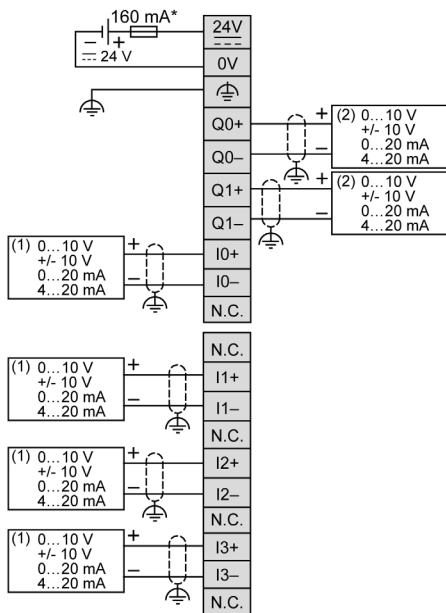 160 mA*
− +
24 V
24V
0V
Q0+
Q0−
Q1+
Q1−
I0+
I0−
N.C.
+ (2) 0...10 V
+/- 10 V
− 0...20 mA
4...20 mA
+ (2) 0...10 V
+/- 10 V
− 0...20 mA
4...20 mA
(1) 0...10 V +
+/- 10 V
0...20 mA −
4...20 mA
N.C.
I1+
I1−
N.C.
I2+
I2−
N.C.
I3+
I3−
N.C.
(1) 0...10 V +
+/- 10 V
0...20 mA −
4...20 mA
(1) 0...10 V +
+/- 10 V
0...20 mA −
4...20 mA
(1) 0...10 V +
+/- 10 V
0...20 mA −
4...20 mA